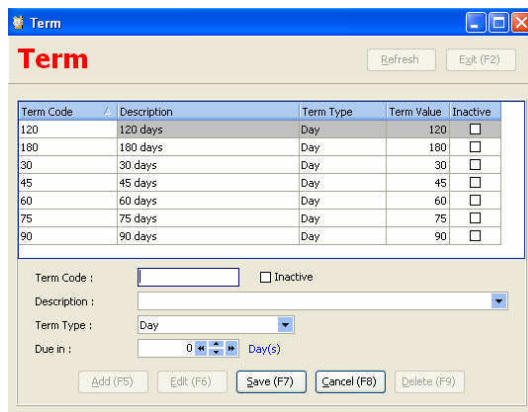 Term
Term
Refresh Exit (F2)
Term Code Description Term Type Term Value Inactive
120 120 days Day 120
180 180 days Day 180
30 30 days Day 30
45 45 days Day 45
60 60 days Day 60
75 75 days Day 75
90 90 days Day 90
Term Code : Inactive
Description :
Term Type : Day
Due in : 0 Day(s)
Add (F5) Edit (F6) Save (F7) Cancel (F8) Delete (F9)